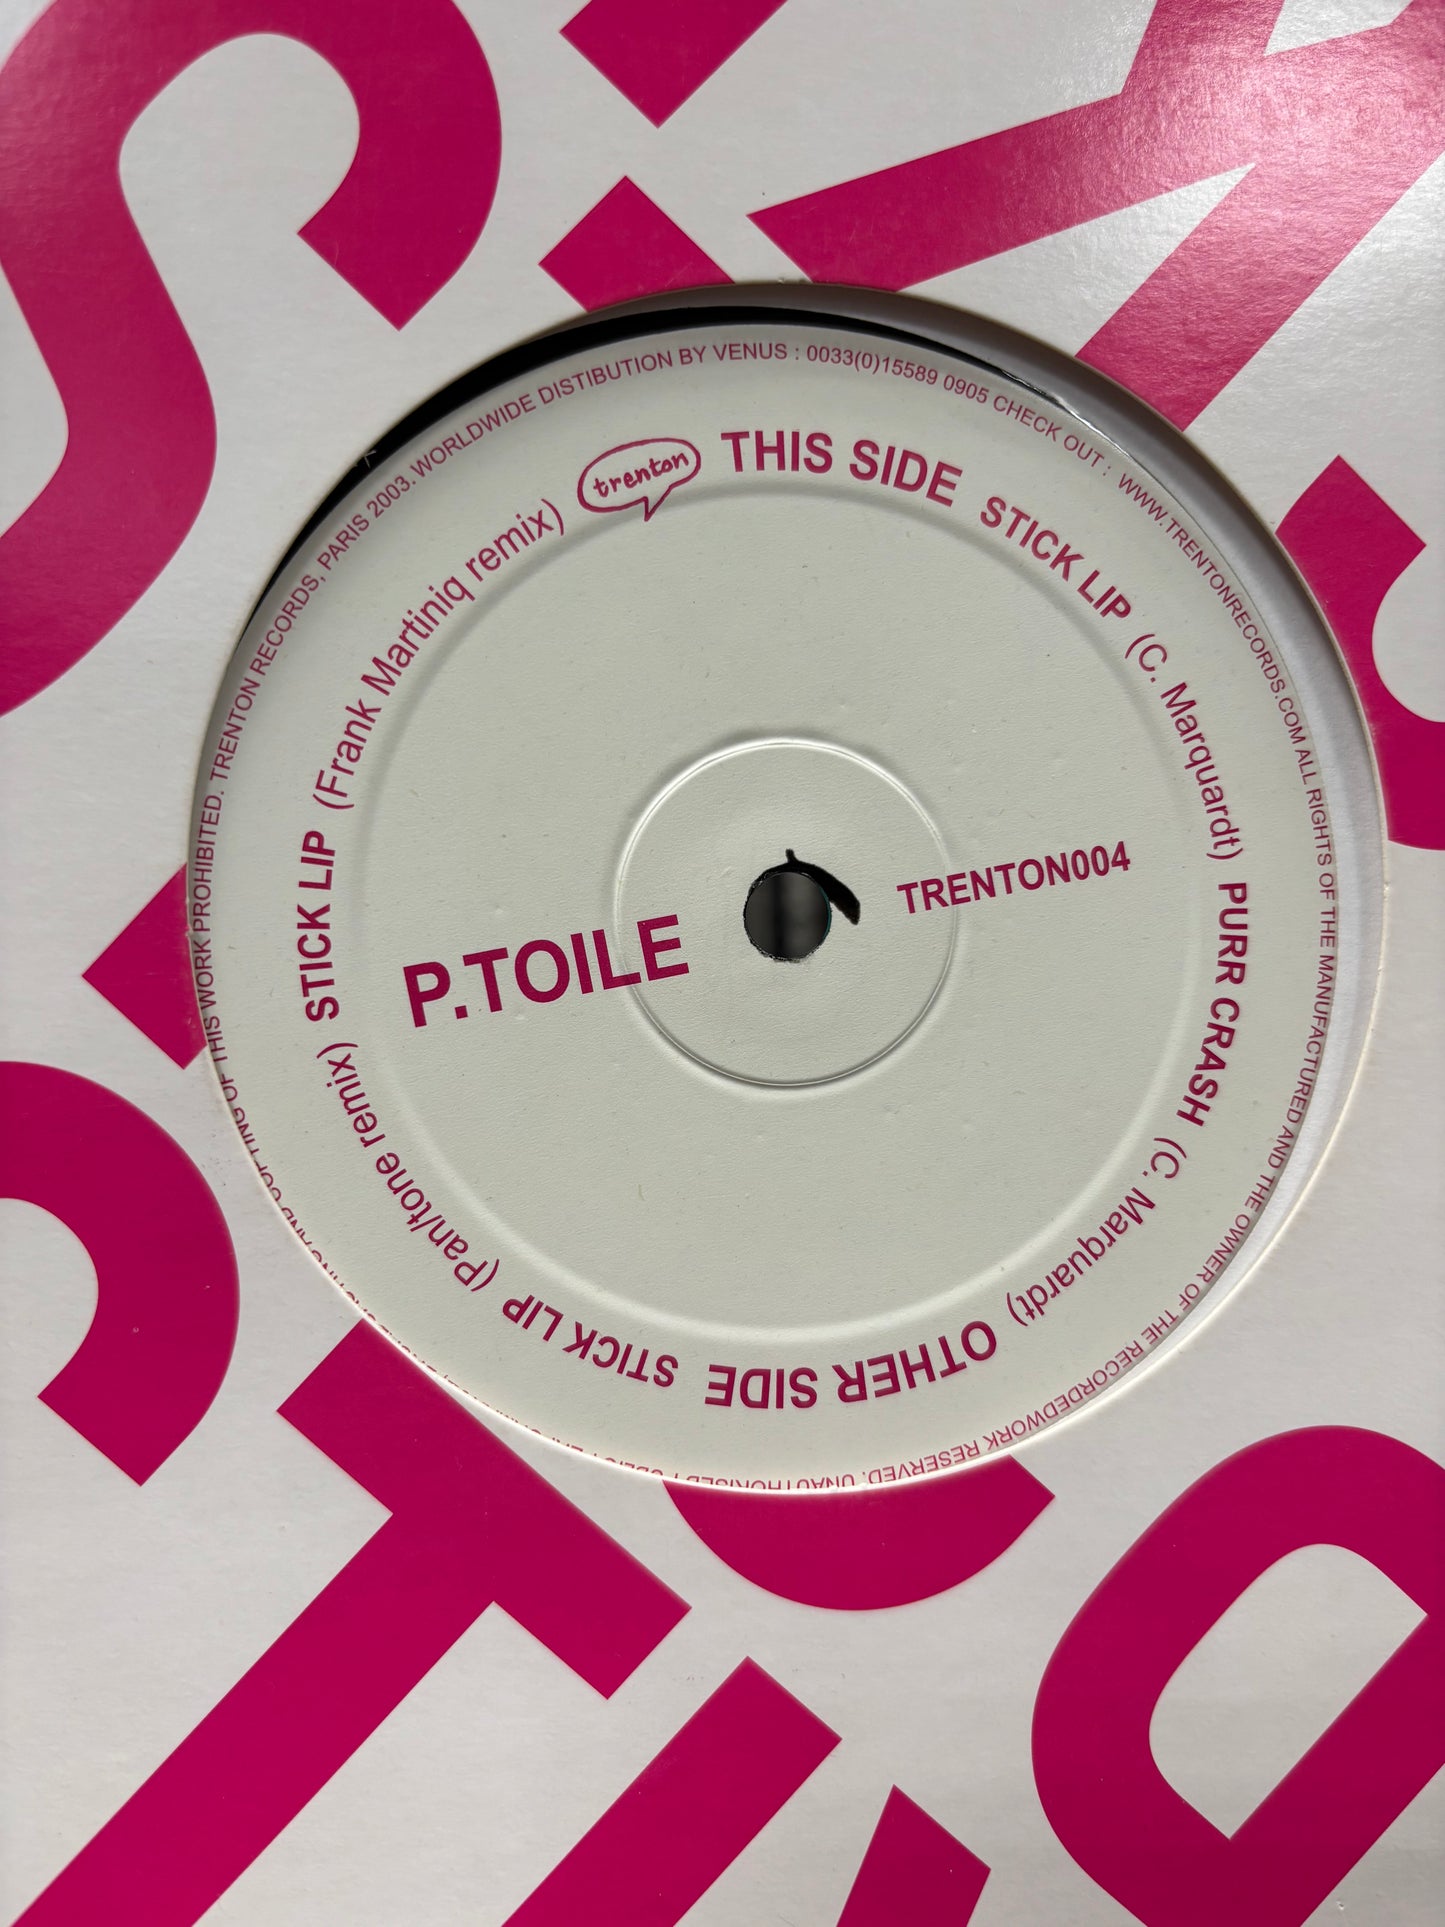 trenton
THIS SIDE STICK LIP (C. Marquardt) PURR CRASH (C. Marquardt)
OTHER SIDE STICK LIP (Pan/tone remix) STICK LIP (Frank Martiniq remix)
P.TOILE
TRENTON004
TRENTON RECORDS, PARIS 2003. WORLDWIDE DISTIBUTION BY VENUS : 0033(0)15589 0905 CHECK OUT : WWW.TRENTONRECORDS.COM ALL RIGHTS OF THE MANUFACTURED AND THE OWNER OF THE RECORDEDWORK RESERVED. UNAUTHORISED OF THIS WORK PROHIBITED.